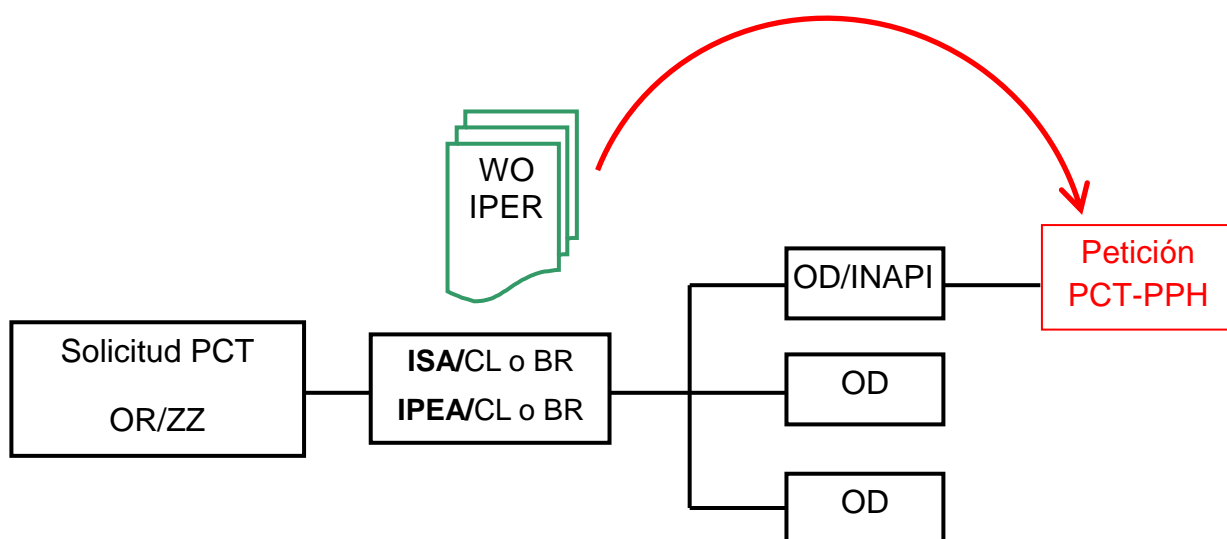 WO
IPER
Solicitud PCT
OR/ZZ
ISA/CL o BR
IPEA/CL o BR
OD/INAPI
OD
OD
Petición
PCT-PPH